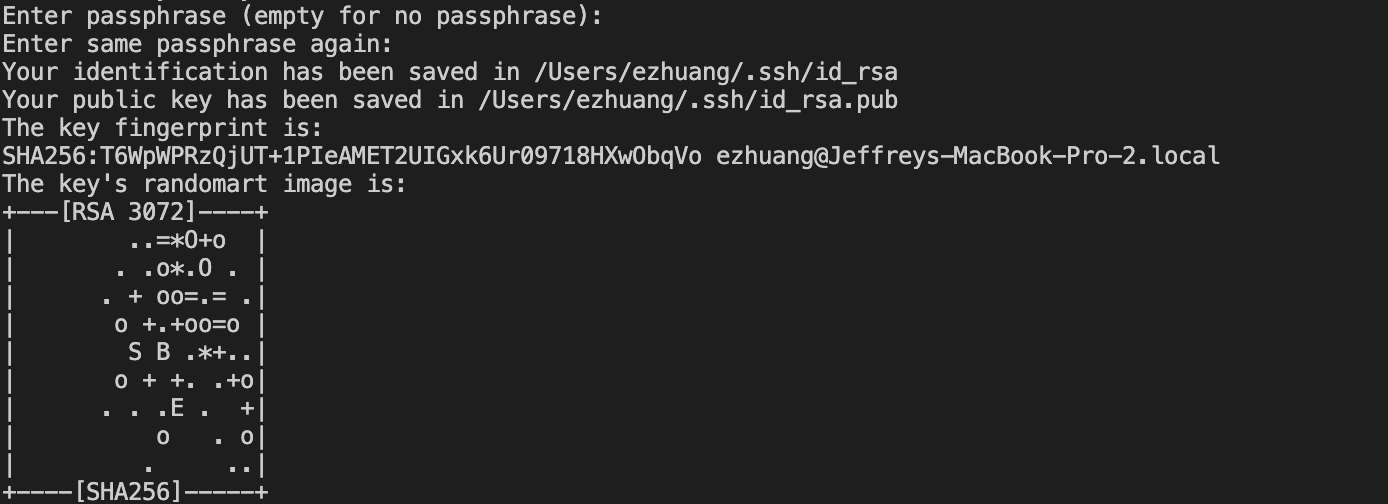 Enter passphrase (empty for no passphrase):
Enter same passphrase again:
Your identification has been saved in /Users/ezhuang/.ssh/id_rsa
Your public key has been saved in /Users/ezhuang/.ssh/id_rsa.pub
The key fingerprint is:
SHA256:T6WpWPRzQjUT+1PIeAMET2UIGxk6Ur09718HXwObqVo ezhuang@Jeffreys-MacBook-Pro-2.local
The key's randomart image is:
+---[RSA 3072]----+
|        ..=*O+o  |
|       . .o*.O . |
|      . + oo=.= .|
|       o +.+oo=o |
|        S B .*+..|
|       o + +. .+o|
|      . . .E .  +|
|          o   . o|
|         .     ..|
+----[SHA256]-----+